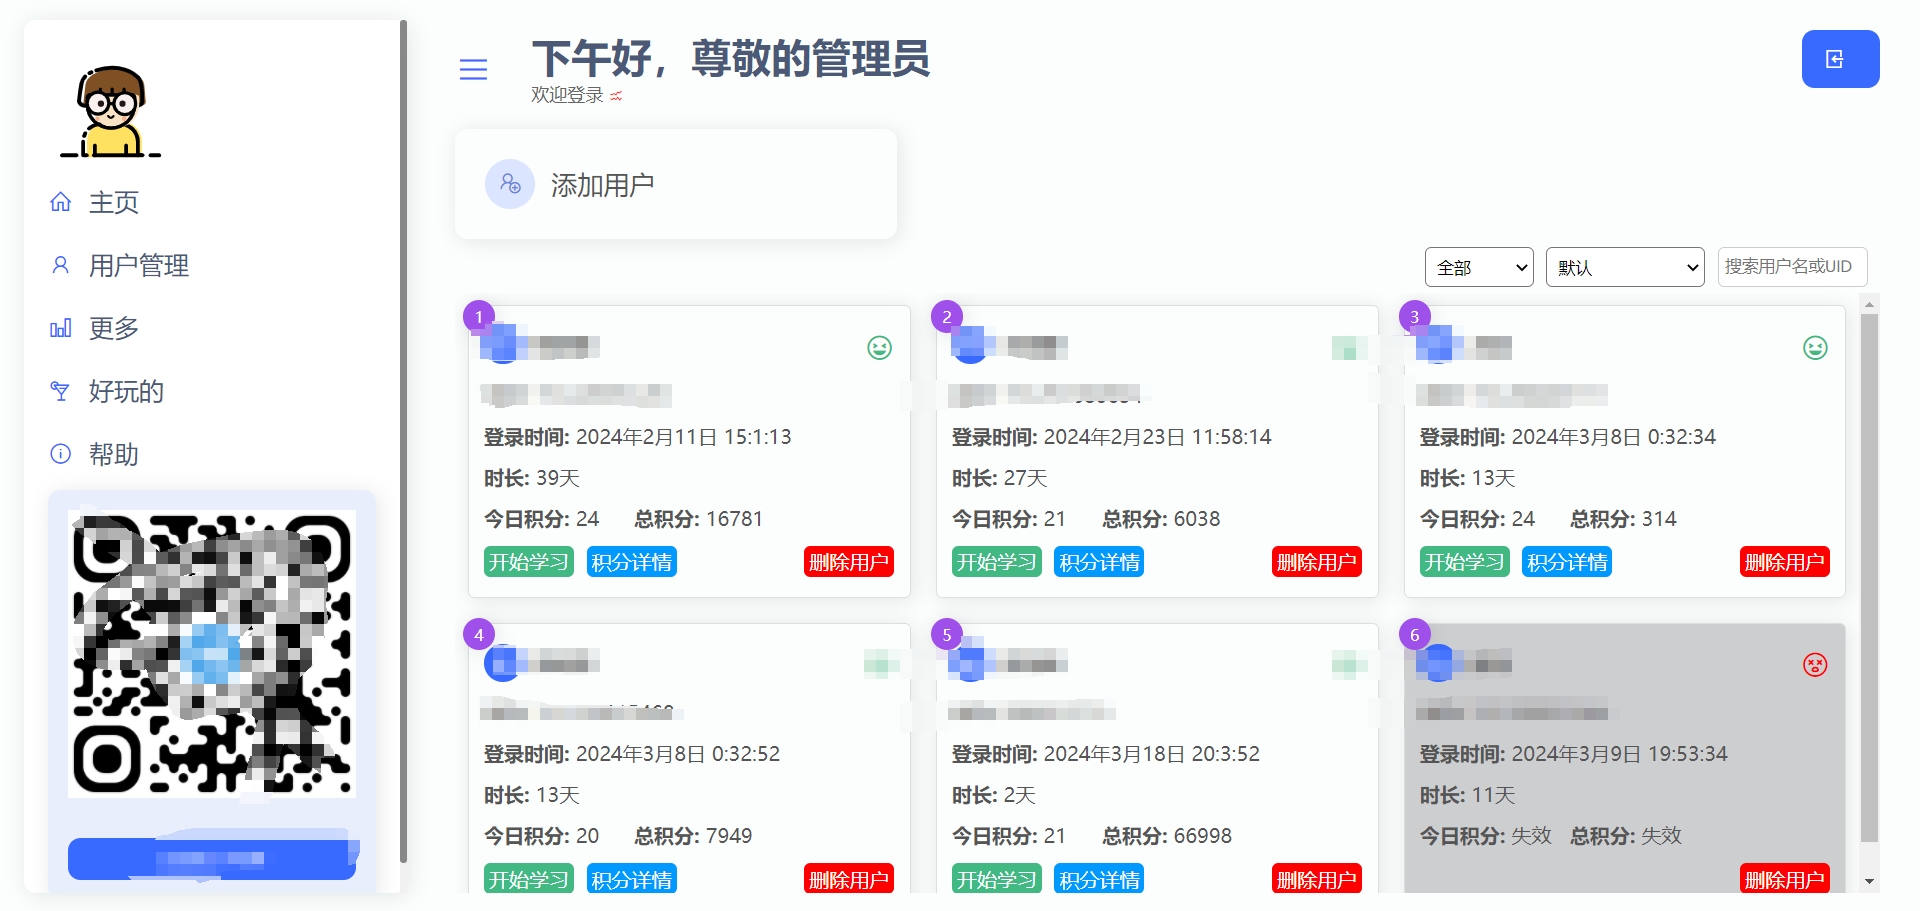 下午好，尊敬的管理员
欢迎登录
主页
用户管理
更多
好玩的
帮助
添加用户
全部
默认
搜索用户名或UID
1
登录时间: 2024年2月11日 15:1:13
时长: 39天
今日积分: 24 总积分: 16781
开始学习 积分详情 删除用户
2
登录时间: 2024年2月23日 11:58:14
时长: 27天
今日积分: 21 总积分: 6038
开始学习 积分详情 删除用户
3
登录时间: 2024年3月8日 0:32:34
时长: 13天
今日积分: 24 总积分: 314
开始学习 积分详情 删除用户
4
登录时间: 2024年3月8日 0:32:52
时长: 13天
今日积分: 20 总积分: 7949
开始学习 积分详情 删除用户
5
登录时间: 2024年3月18日 20:3:52
时长: 2天
今日积分: 21 总积分: 66998
开始学习 积分详情 删除用户
6
登录时间: 2024年3月9日 19:53:34
时长: 11天
今日积分: 失效 总积分: 失效
删除用户